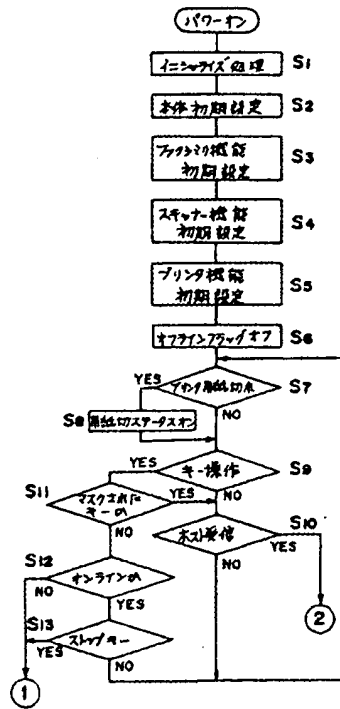 パワーオン
イニシャライズ処理 S1
本体初期設定 S2
ファクシミリ機能 S3
初期設定
スキャナー機能 S4
初期設定
プリンタ機能 S5
初期設定
オフラインフラグオフ S6
YES プリンタ用紙切れ S7
S8 用紙切ステータスオン NO
YES キー操作 S9
S11 マスクされた YES NO
キーか ホスト受信 S10
NO YES
S12 オンラインか NO
NO YES ②
S13 ストップキー
YES NO
①